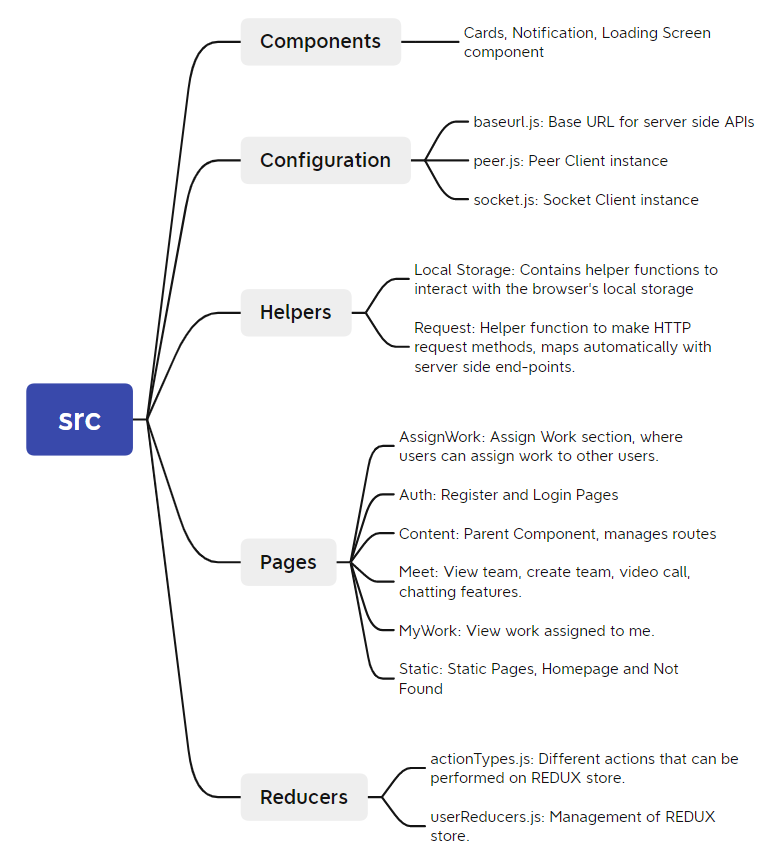 Components
Cards, Notification, Loading Screen
component
Configuration
baseurl.js: Base URL for server side APIs
peer.js: Peer Client instance
socket.js: Socket Client instance
Helpers
Local Storage: Contains helper functions to
interact with the browser's local storage
Request: Helper function to make HTTP
request methods, maps automatically with
server side end-points.
src
Pages
AssignWork: Assign Work section, where
users can assign work to other users.
Auth: Register and Login Pages
Content: Parent Component, manages routes
Meet: View team, create team, video call,
chatting features.
MyWork: View work assigned to me.
Static: Static Pages, Homepage and Not
Found
Reducers
actionTypes.js: Different actions that can be
performed on REDUX store.
userReducers.js: Management of REDUX
store.